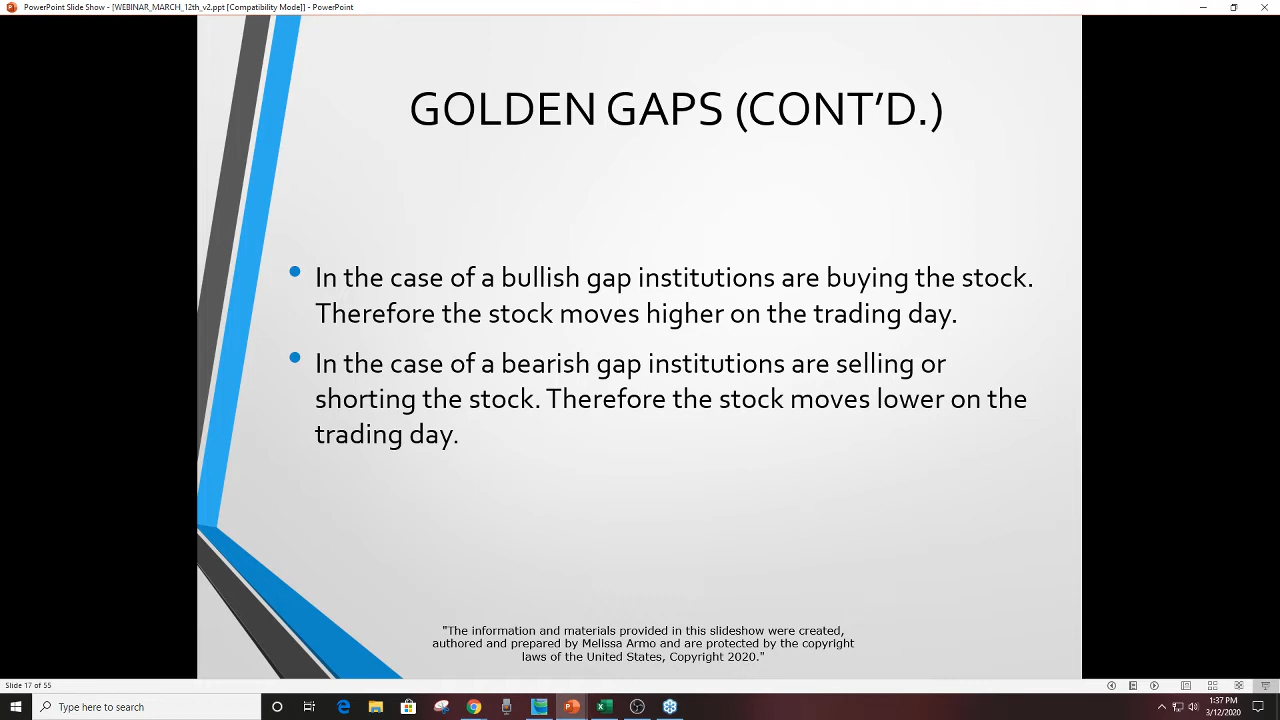 PowerPoint Slide Show - [WEBINAR_MARCH_12th_v2.ppt [Compatibility Mode]] - PowerPoint
GOLDEN GAPS (CONT’D.)
In the case of a bullish gap institutions are buying the stock.
Therefore the stock moves higher on the trading day.
In the case of a bearish gap institutions are selling or
shorting the stock. Therefore the stock moves lower on the
trading day.
"The information and materials provided in this slideshow were created,
authored and prepared by Melissa Armo and are protected by the copyright
laws of the United States, Copyright 2020."
Slide 17 of 55
Type here to search
1:37 PM
3/12/2020